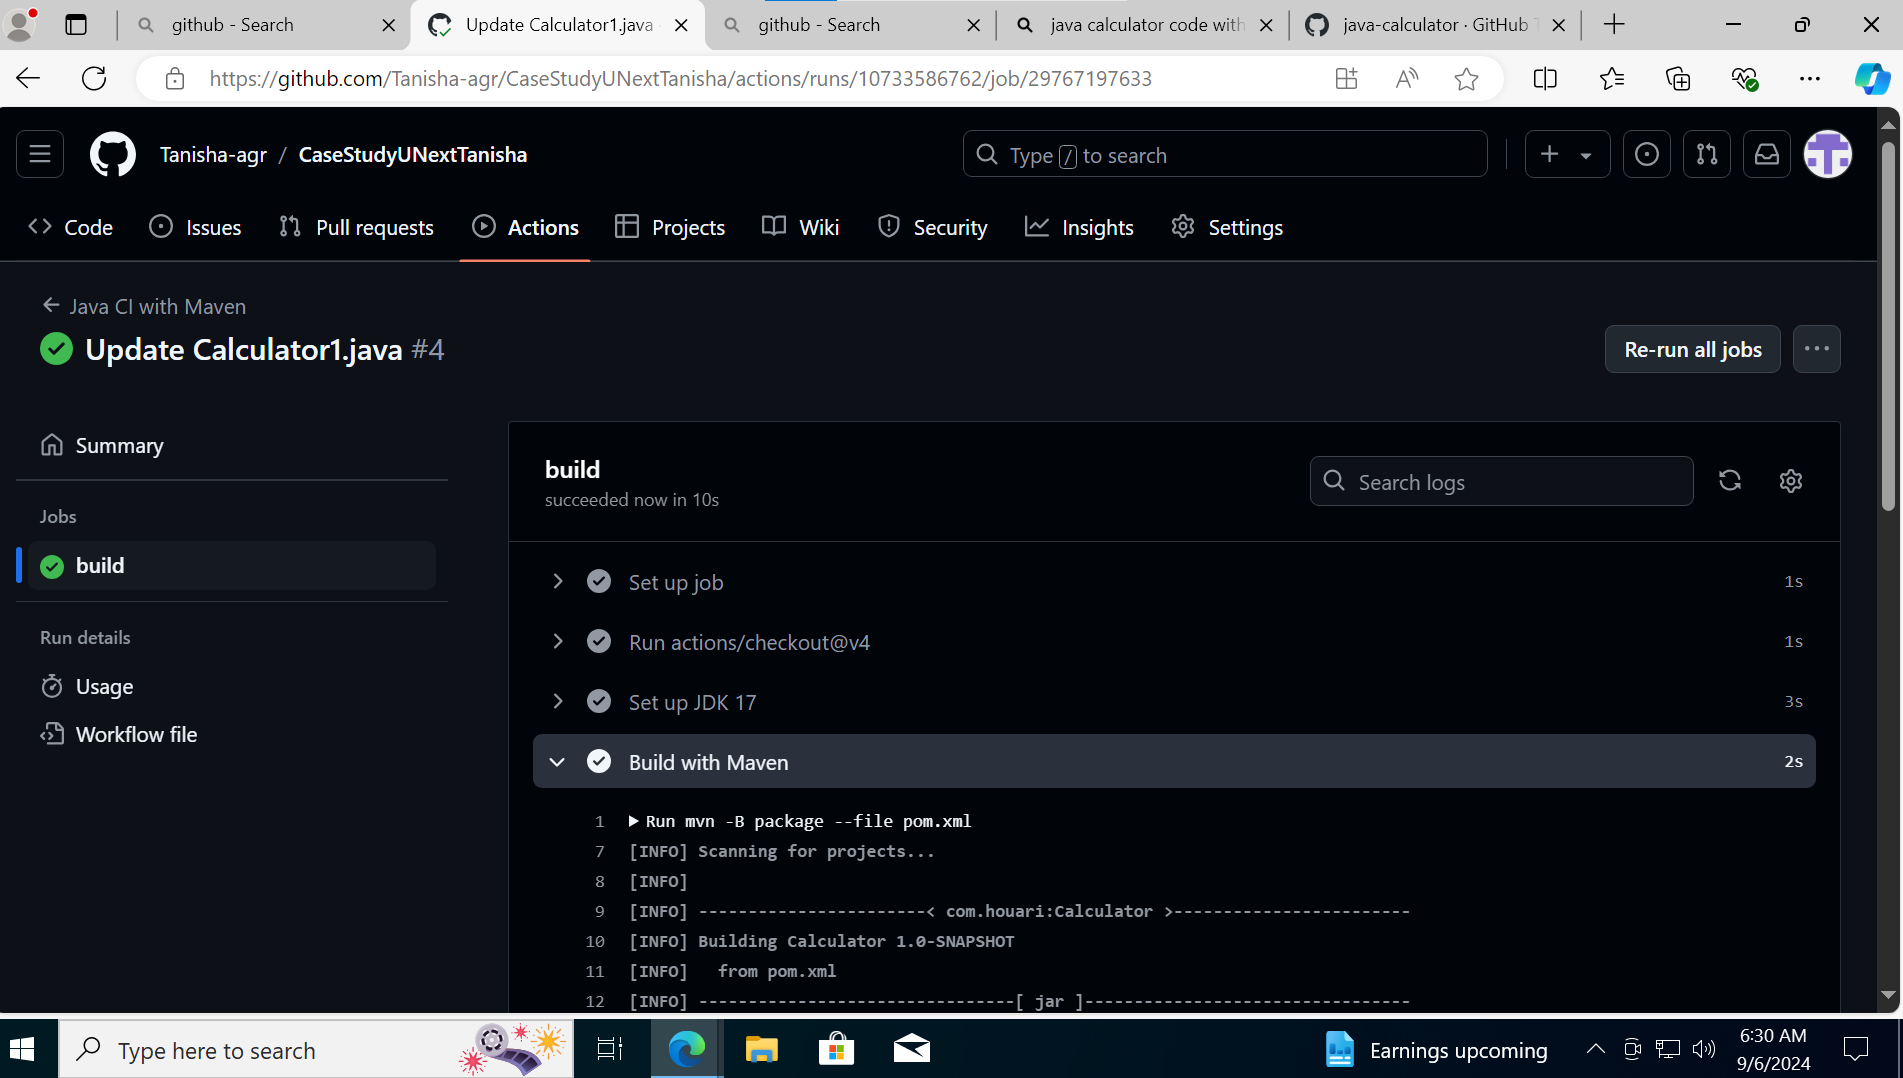 github - Search
Update Calculator1.java
github - Search
java calculator code with
java-calculator · GitHub
https://github.com/Tanisha-agr/CaseStudyUNextTanisha/actions/runs/10733586762/job/29767197633
Tanisha-agr / CaseStudyUNextTanisha
Type / to search
Code
Issues
Pull requests
Actions
Projects
Wiki
Security
Insights
Settings
Java CI with Maven
Update Calculator1.java #4
Re-run all jobs
Summary
Jobs
build
Run details
Usage
Workflow file
build
succeeded now in 10s
Search logs
Set up job 1s
Run actions/checkout@v4 1s
Set up JDK 17 3s
Build with Maven 2s
1 Run mvn -B package --file pom.xml
7 [INFO] Scanning for projects...
8 [INFO]
9 [INFO] -----------------------< com.houari:Calculator >------------------------
10 [INFO] Building Calculator 1.0-SNAPSHOT
11 [INFO]   from pom.xml
12 [INFO] --------------------------------[ jar ]---------------------------------
Type here to search
Earnings upcoming
6:30 AM
9/6/2024